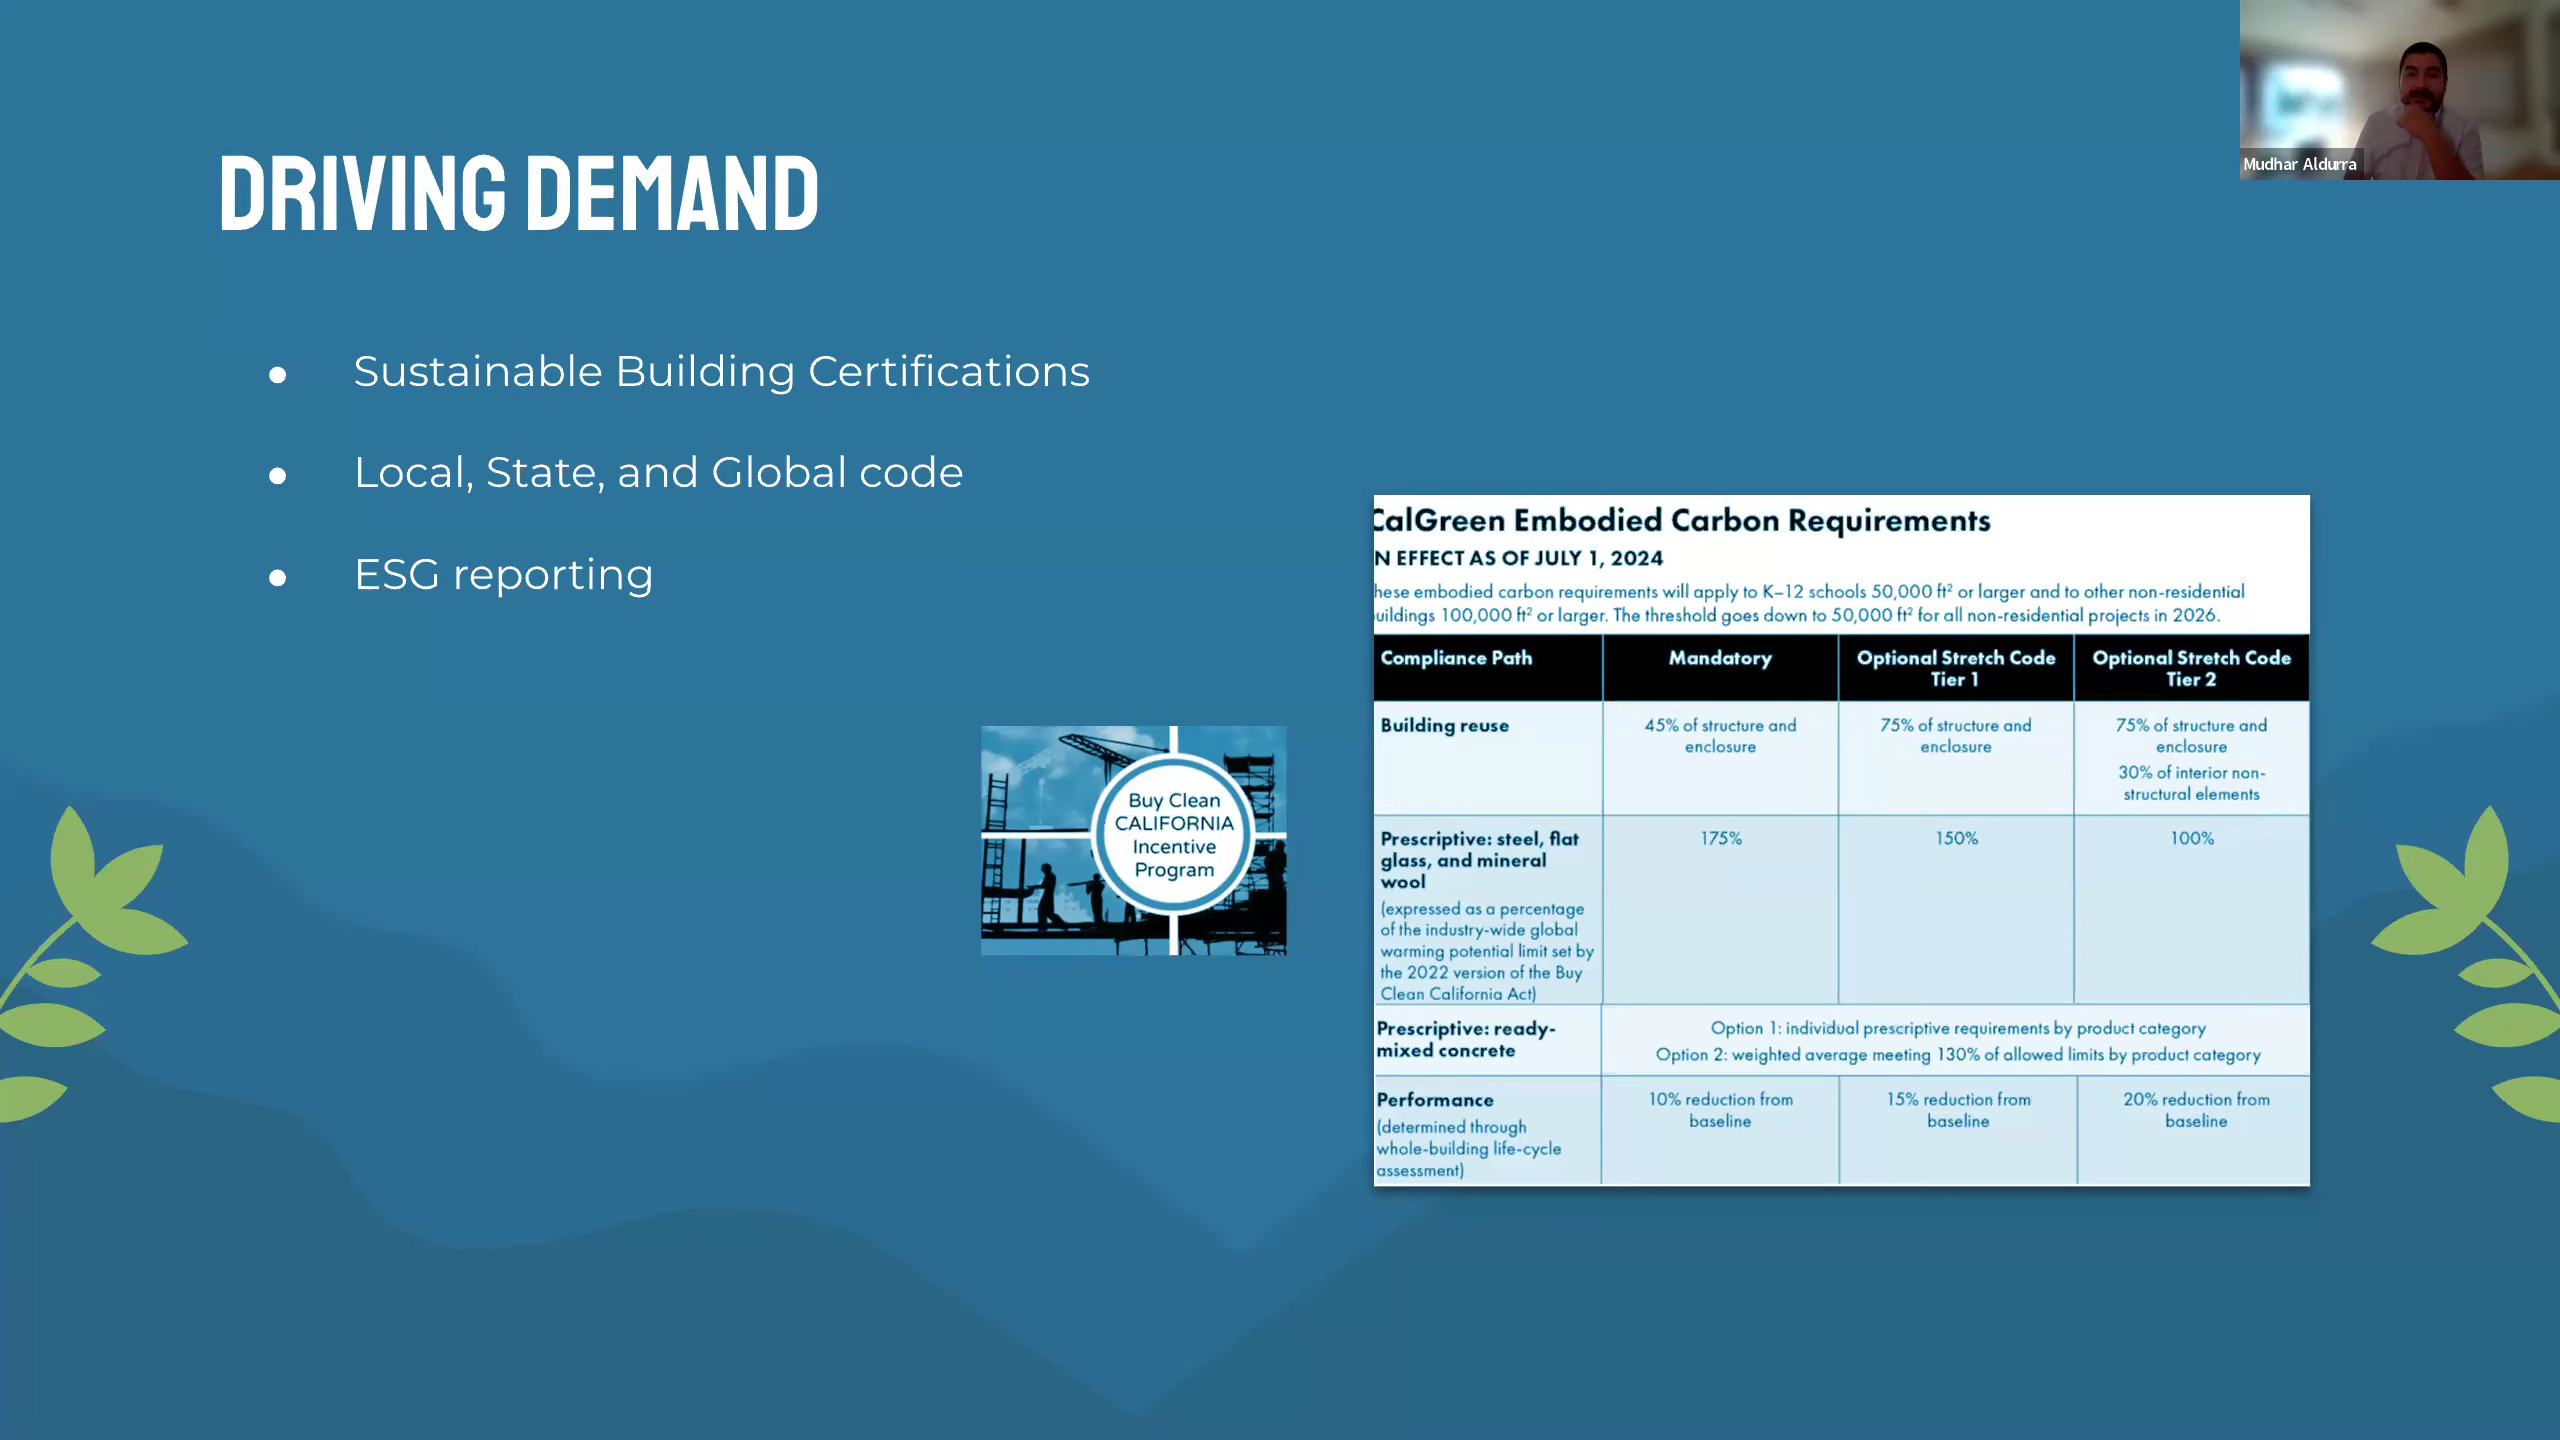 DRIVING DEMAND
Mudhar Aldurra
● Sustainable Building Certifications
● Local, State, and Global code
● ESG reporting
Buy Clean
CALIFORNIA
Incentive
Program
CalGreen Embodied Carbon Requirements
N EFFECT AS OF JULY 1, 2024
hese embodied carbon requirements will apply to K–12 schools 50,000 ft² or larger and to other non-residential
uildings 100,000 ft² or larger. The threshold goes down to 50,000 ft² for all non-residential projects in 2026.
Compliance Path Mandatory Optional Stretch Code Optional Stretch Code
Tier 1 Tier 2
Building reuse 45% of structure and 75% of structure and 75% of structure and
enclosure enclosure enclosure
30% of interior non-
structural elements
Prescriptive: steel, flat 175% 150% 100%
glass, and mineral
wool
(expressed as a percentage
of the industry-wide global
warming potential limit set by
the 2022 version of the Buy
Clean California Act)
Prescriptive: ready- Option 1: individual prescriptive requirements by product category
mixed concrete Option 2: weighted average meeting 130% of allowed limits by product category
Performance 10% reduction from 15% reduction from 20% reduction from
baseline baseline baseline
(determined through
whole-building life-cycle
assessment)